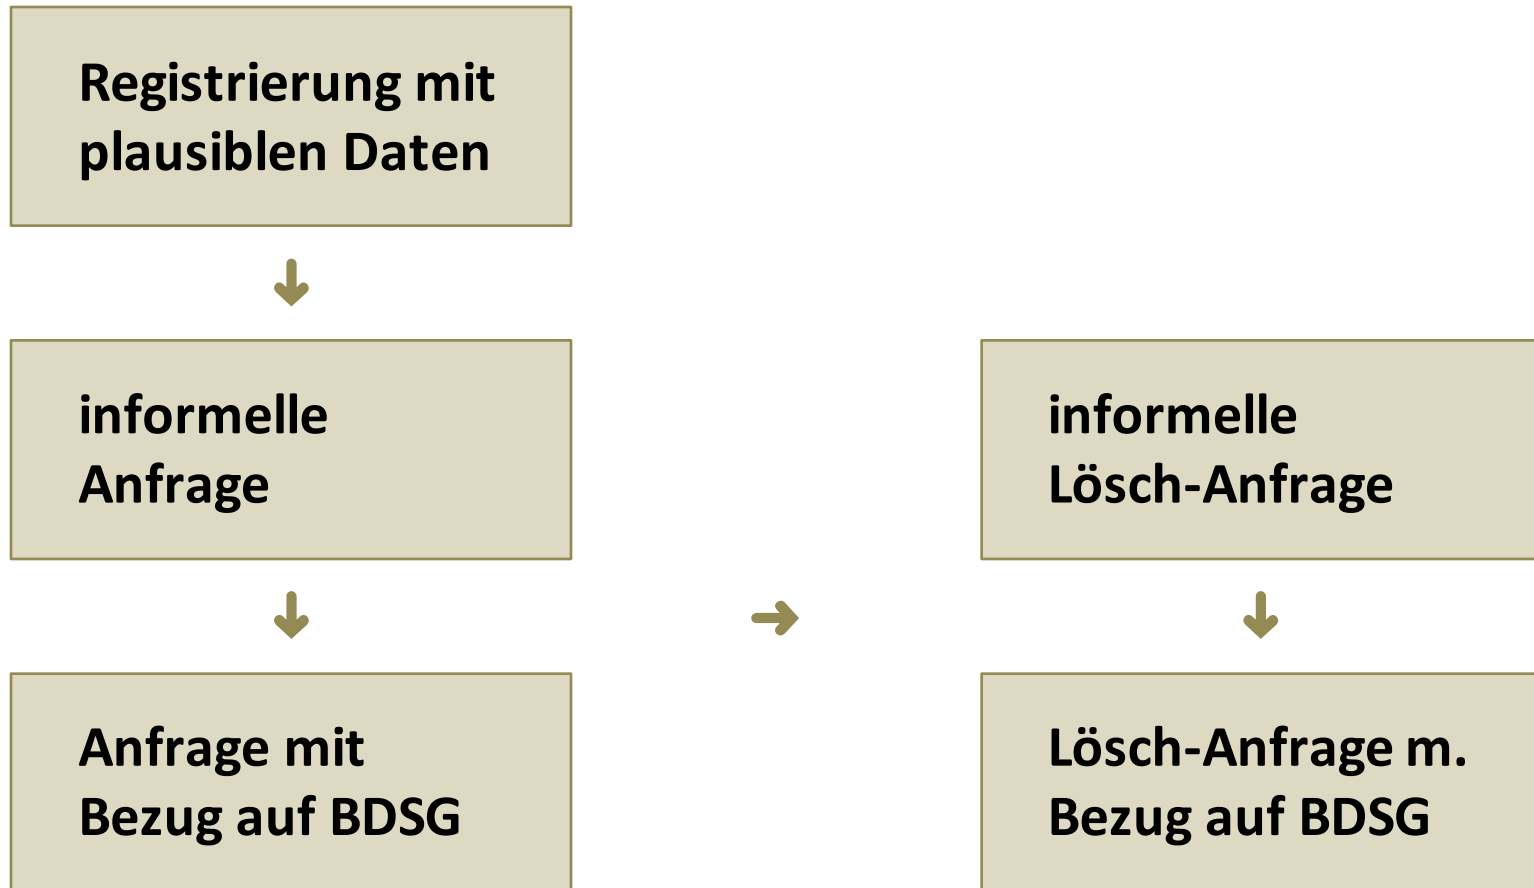 Registrierung mit
plausiblen Daten
informelle
Anfrage
Anfrage mit
Bezug auf BDSG
informelle
Lösch-Anfrage
Lösch-Anfrage m.
Bezug auf BDSG